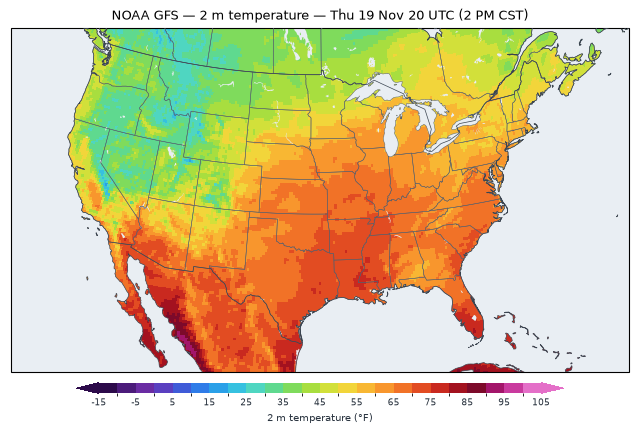 NOAA GFS — 2 m temperature — Thu 19 Nov 20 UTC (2 PM CST)
-15 -5 5 15 25 35 45 55 65 75 85 95 105
2 m temperature (°F)